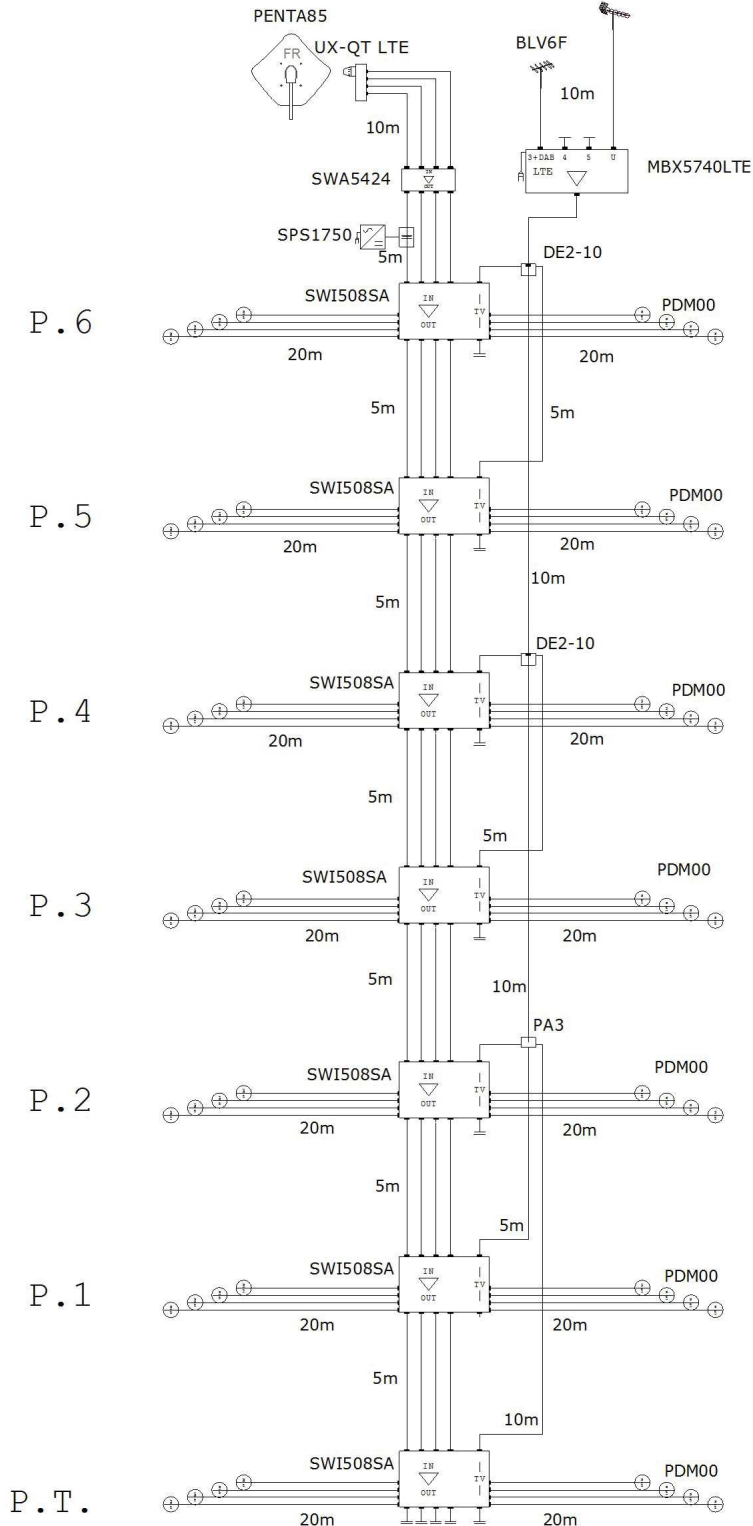 PENTA85
FR
UX-QT LTE
BLV6F
10m
10m
3+DAB 4 5 U
LTE
MBX5740LTE
SWA5424
IN
OUT
SPS1750
5m
DE2-10
P.6
SWI508SA
IN
OUT
TV
PDM00
20m
20m
5m
5m
P.5
SWI508SA
IN
OUT
TV
PDM00
20m
20m
5m
10m
DE2-10
P.4
SWI508SA
IN
OUT
TV
PDM00
20m
20m
5m
5m
P.3
SWI508SA
IN
OUT
TV
PDM00
20m
20m
5m
10m
PA3
P.2
SWI508SA
IN
OUT
TV
PDM00
20m
20m
5m
5m
P.1
SWI508SA
IN
OUT
TV
PDM00
20m
20m
5m
10m
P.T.
SWI508SA
IN
OUT
TV
PDM00
20m
20m